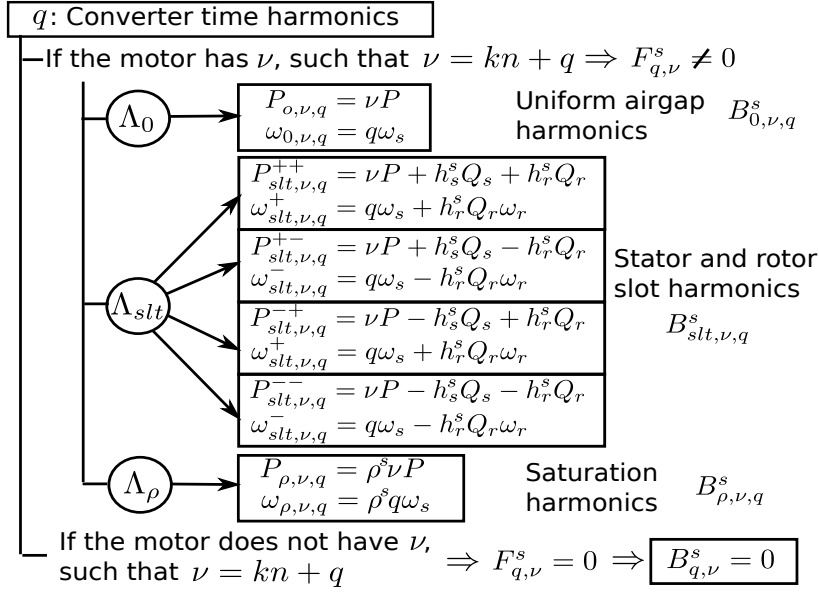 q: Converter time harmonics
If the motor has ν, such that ν = kn + q ⇒ F^s_{q,ν} ≠ 0
Λ_0
P_{o,ν,q} = νP
ω_{0,ν,q} = qω_s
Uniform airgap
harmonics
B^s_{0,ν,q}
Λ_{slt}
P^{++}_{slt,ν,q} = νP + h^s_s Q_s + h^s_r Q_r
ω^+_{slt,ν,q} = qω_s + h^s_r Q_r ω_r
P^{+-}_{slt,ν,q} = νP + h^s_s Q_s − h^s_r Q_r
ω^-_{slt,ν,q} = qω_s − h^s_r Q_r ω_r
P^{-+}_{slt,ν,q} = νP − h^s_s Q_s + h^s_r Q_r
ω^+_{slt,ν,q} = qω_s + h^s_r Q_r ω_r
P^{--}_{slt,ν,q} = νP − h^s_s Q_s − h^s_r Q_r
ω^-_{slt,ν,q} = qω_s − h^s_r Q_r ω_r
Stator and rotor
slot harmonics
B^s_{slt,ν,q}
Λ_ρ
P_{ρ,ν,q} = ρ^s νP
ω_{ρ,ν,q} = ρ^s qω_s
Saturation
harmonics
B^s_{ρ,ν,q}
If the motor does not have ν,
such that ν = kn + q
⇒ F^s_{q,ν} = 0 ⇒ B^s_{q,ν} = 0